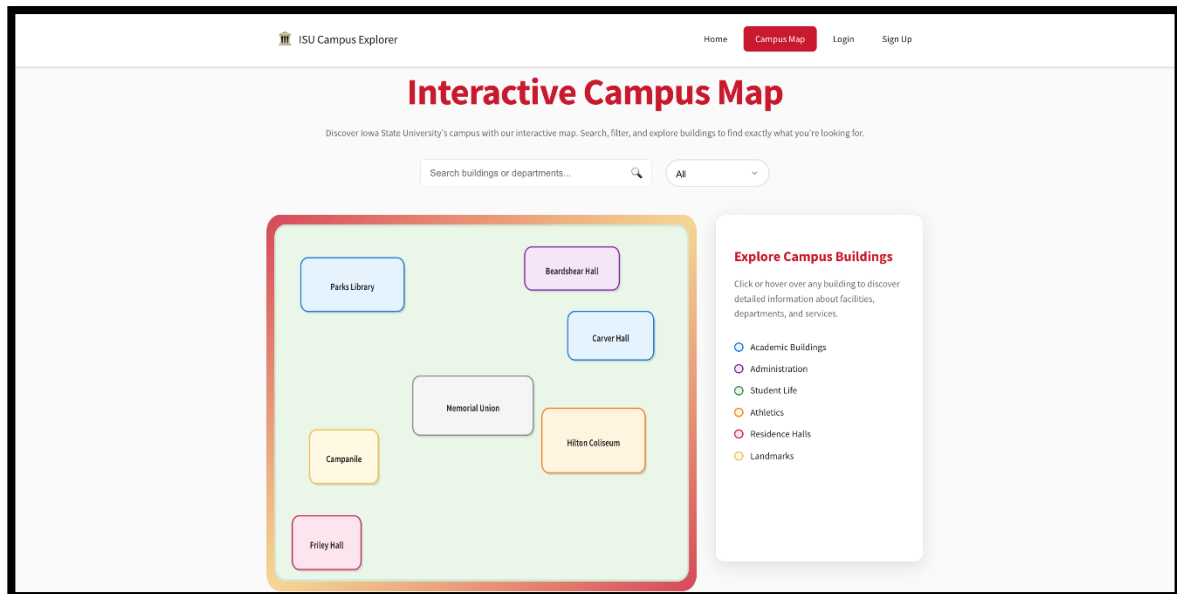 ISU Campus Explorer
Home
Campus Map
Login
Sign Up
Interactive Campus Map
Discover Iowa State University's campus with our interactive map. Search, filter, and explore buildings to find exactly what you're looking for.
Search buildings or departments...
All
Parks Library
Beardshear Hall
Carver Hall
Memorial Union
Hilton Coliseum
Campanile
Friley Hall
Explore Campus Buildings
Click or hover over any building to discover
detailed information about facilities,
departments, and services.
Academic Buildings
Administration
Student Life
Athletics
Residence Halls
Landmarks